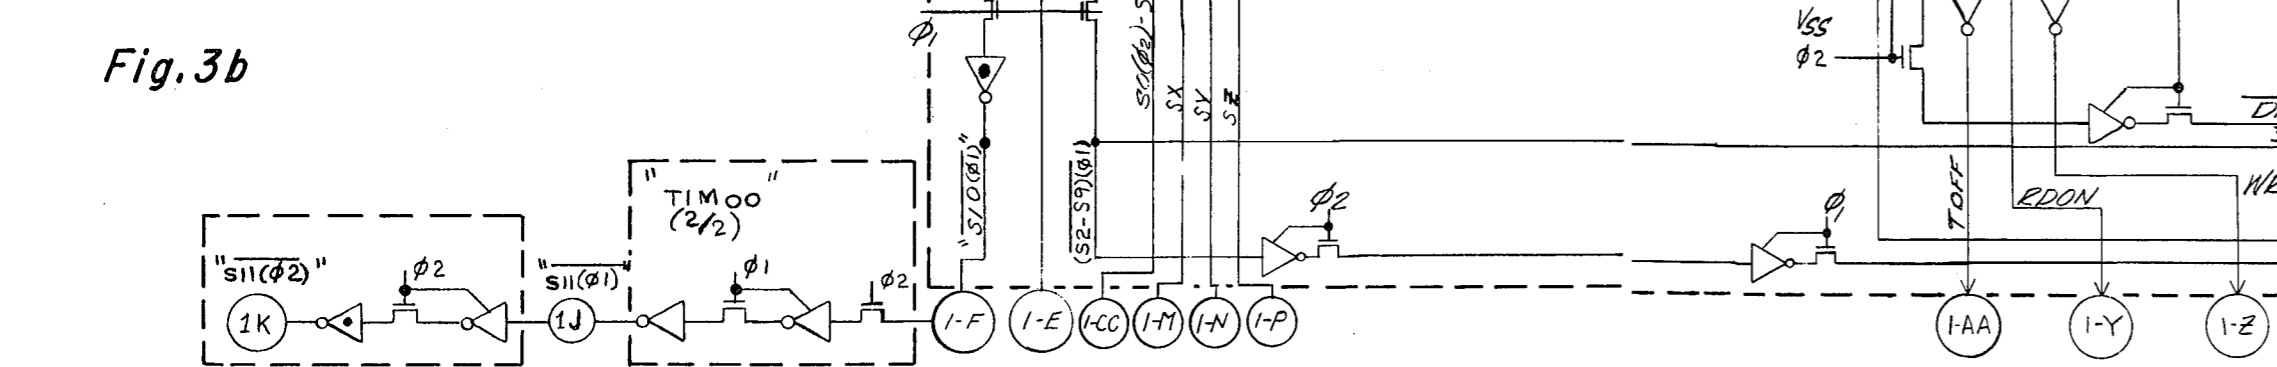 Fig. 3b
φ1
S0(φ2)-S
SX
SY
SZ
"S10(φ1)"
(S2-S9)(φ1)
VSS
φ2
TOFF
RDON
"TIM00"
(2/2)
"S11(φ2)"
φ2
"S11(φ1)"
φ1
φ2
φ2
φ1
1K
1J
1-F
1-E
1-CC
1-M
1-N
1-P
1-AA
1-Y
1-Z